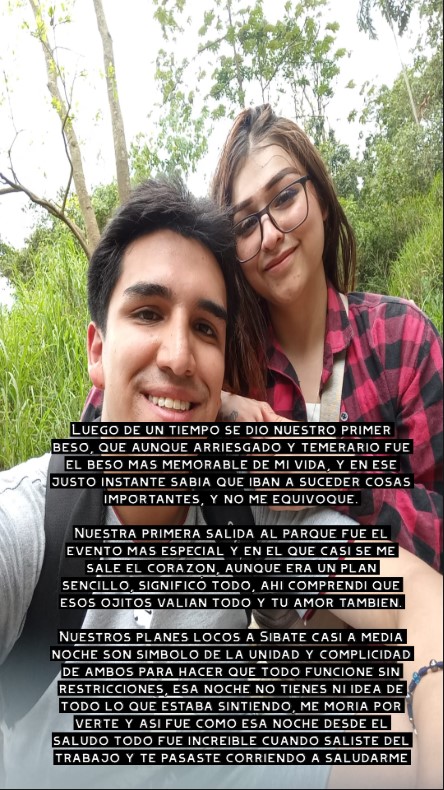 Luego de un tiempo se dio nuestro primer
beso, que aunque arriesgado y temerario fue
el beso mas memorable de mi vida, y en ese
justo instante sabia que iban a suceder cosas
importantes, y no me equivoque.
Nuestra primera salida al parque fue el
evento mas especial y en el que casi se me
sale el corazon, aunque era un plan
sencillo, significó todo, ahi comprendi que
esos ojitos valian todo y tu amor tambien.
Nuestros planes locos a Sibate casi a media
noche son simbolo de la unidad y complicidad
de ambos para hacer que todo funcione sin
restricciones, esa noche no tienes ni idea de
todo lo que estaba sintiendo, me moria por
verte y asi fue como esa noche desde el
saludo todo fue increible cuando saliste del
trabajo y te pasaste corriendo a saludarme